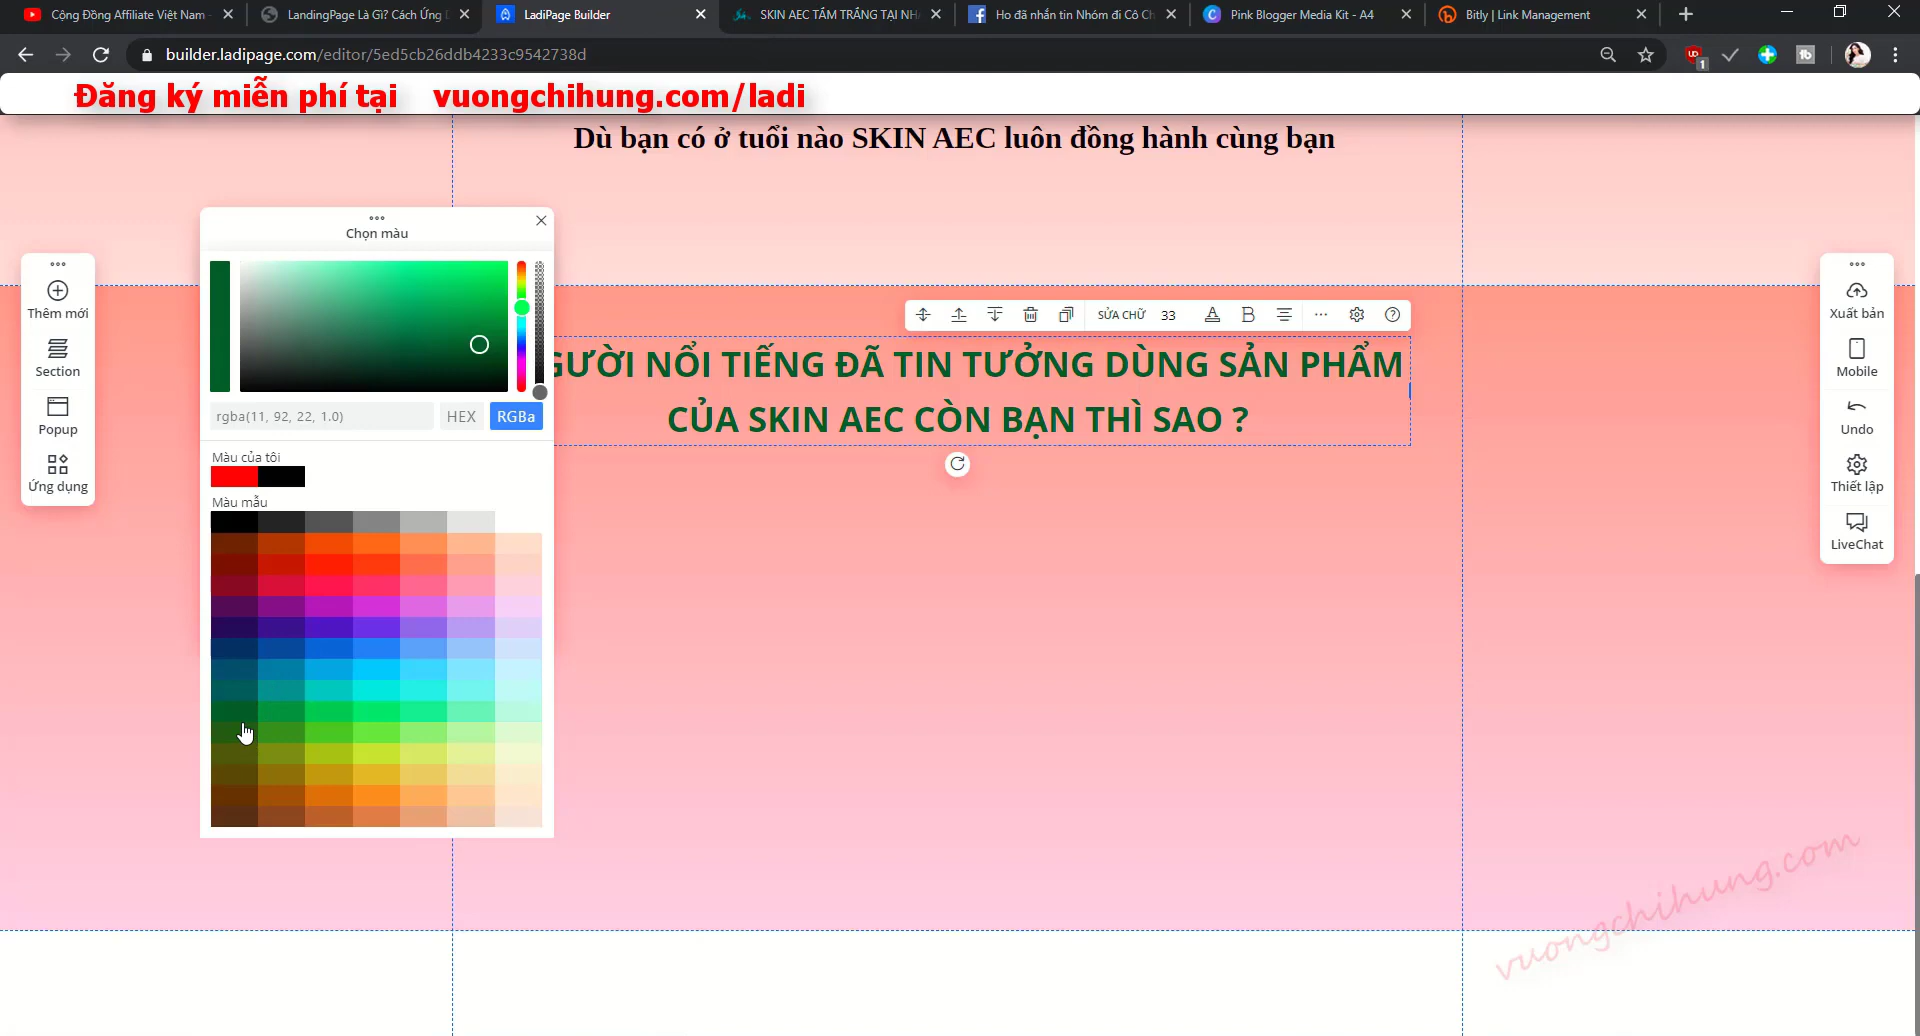 Cộng Đồng Affiliate Việt Nam
LandingPage Là Gì? Cách Ứng
LadiPage Builder
SKIN AEC TẮM TRẮNG TẠI NH
Ho đã nhắn tin Nhóm đi Cô Ch
Pink Blogger Media Kit - A4
Bitly | Link Management
builder.ladipage.com/editor/5ed5cb26ddb4233c9542738d
1
Đăng ký miễn phí tại vuongchihung.com/ladi
Dù bạn có ở tuổi nào SKIN AEC luôn đồng hành cùng bạn
Chọn màu
Thêm mới
Section
Popup
Ứng dụng
SỬA CHỮ 33
GƯỜI NỔI TIẾNG ĐÃ TIN TƯỞNG DÙNG SẢN PHẨM
CỦA SKIN AEC CÒN BẠN THÌ SAO ?
rgba(11, 92, 22, 1.0)
HEX
RGBa
Màu của tôi
Màu mẫu
Xuất bản
Mobile
Undo
Thiết lập
LiveChat
vuongchihung.com